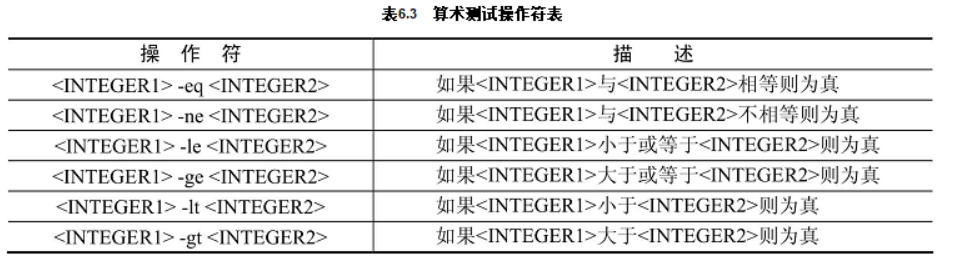 表6.3 算术测试操作符表
操 作 符 描 述
<INTEGER1> -eq <INTEGER2> 如果<INTEGER1>与<INTEGER2>相等则为真
<INTEGER1> -ne <INTEGER2> 如果<INTEGER1>与<INTEGER2>不相等则为真
<INTEGER1> -le <INTEGER2> 如果<INTEGER1>小于或等于<INTEGER2>则为真
<INTEGER1> -ge <INTEGER2> 如果<INTEGER1>大于或等于<INTEGER2>则为真
<INTEGER1> -lt <INTEGER2> 如果<INTEGER1>小于<INTEGER2>则为真
<INTEGER1> -gt <INTEGER2> 如果<INTEGER1>大于<INTEGER2>则为真